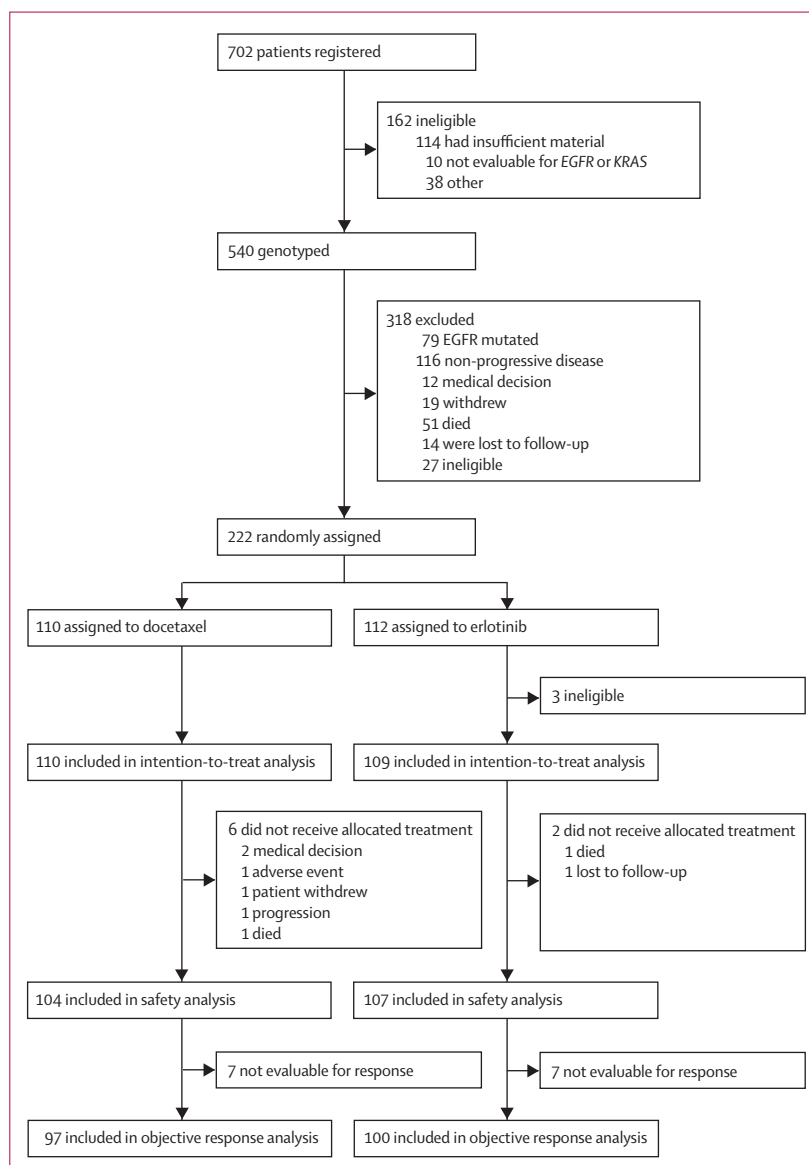 702 patients registered
162 ineligible
114 had insufficient material
10 not evaluable for EGFR or KRAS
38 other
540 genotyped
318 excluded
79 EGFR mutated
116 non-progressive disease
12 medical decision
19 withdrew
51 died
14 were lost to follow-up
27 ineligible
222 randomly assigned
110 assigned to docetaxel
112 assigned to erlotinib
3 ineligible
110 included in intention-to-treat analysis
109 included in intention-to-treat analysis
6 did not receive allocated treatment
2 medical decision
1 adverse event
1 patient withdrew
1 progression
1 died
2 did not receive allocated treatment
1 died
1 lost to follow-up
104 included in safety analysis
107 included in safety analysis
7 not evaluable for response
7 not evaluable for response
97 included in objective response analysis
100 included in objective response analysis